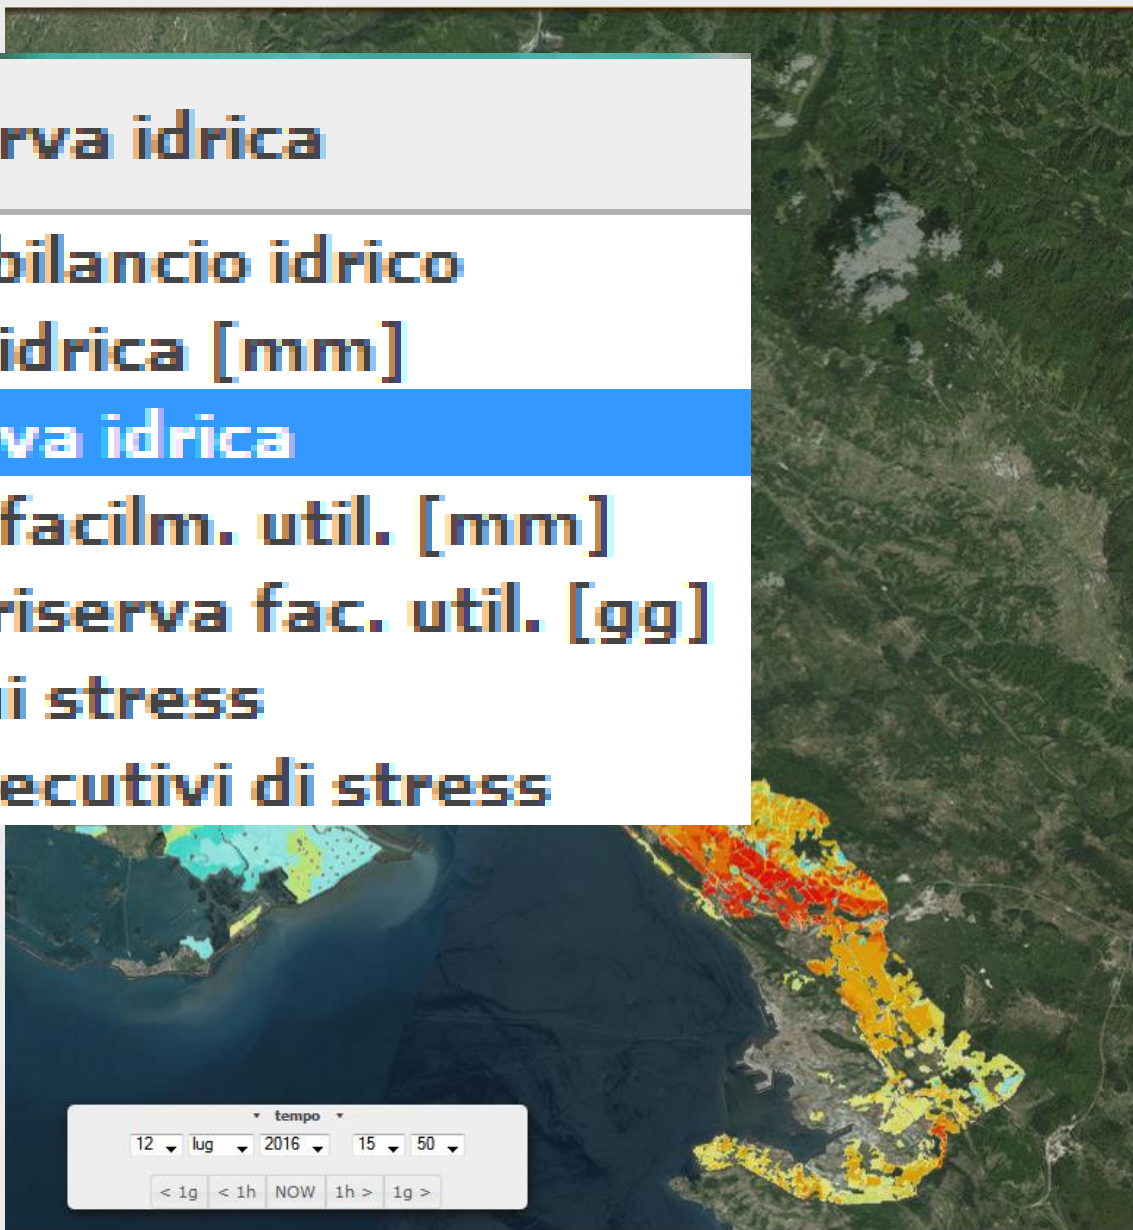 rva idrica
bilancio idrico
idrica [mm]
va idrica
facilm. util. [mm]
riserva fac. util. [gg]
i stress
ecutivi di stress
tempo
12 lug 2016 15 50
< 1g < 1h NOW 1h > 1g >